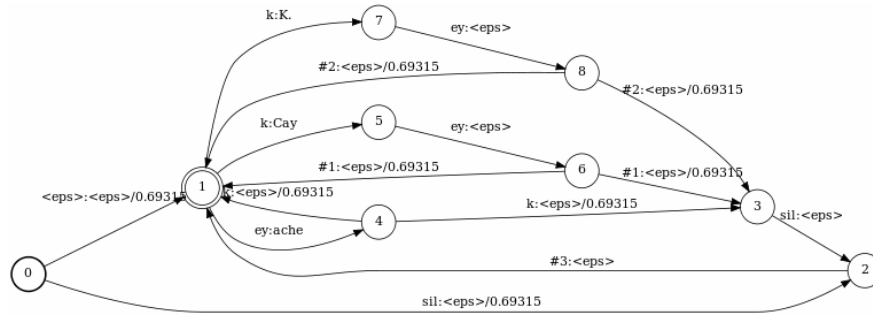 k:K.
7
ey:<eps>
#2:<eps>/0.69315
8
#2:<eps>/0.69315
k:Cay
5
ey:<eps>
#1:<eps>/0.69315
6
#1:<eps>/0.69315
<eps>:<eps>/0.69315
1
k:<eps>/0.69315
4
k:<eps>/0.69315
3
sil:<eps>
ey:ache
0
#3:<eps>
2
sil:<eps>/0.69315